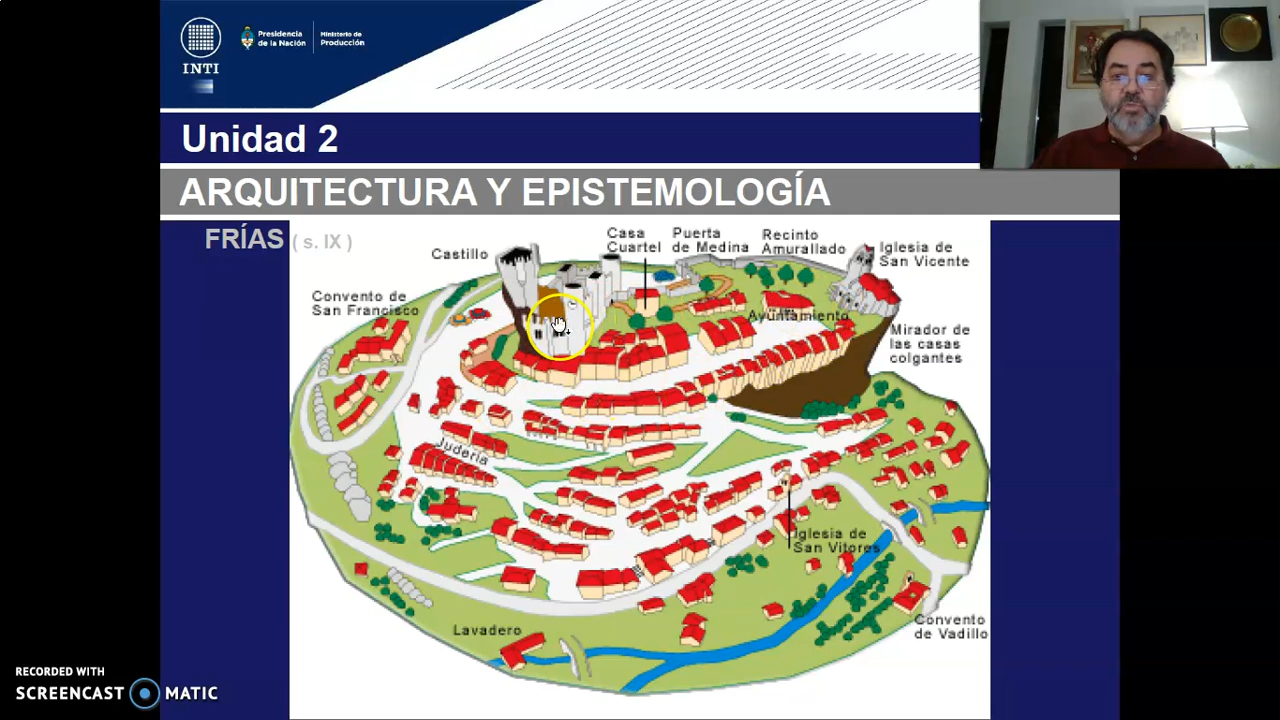 INTI
Presidencia
de la Nación
Ministerio de
Producción
Unidad 2
ARQUITECTURA Y EPISTEMOLOGÍA
FRÍAS ( s. IX )
Castillo
Casa
Cuartel
Puerta
de Medina
Recinto
Amurallado
Iglesia de
San Vicente
Convento de
San Francisco
Ayuntamiento
Mirador de
las casas
colgantes
Judería
Iglesia de
San Vitores
Lavadero
Convento
de Vadillo
RECORDED WITH
SCREENCAST MATIC